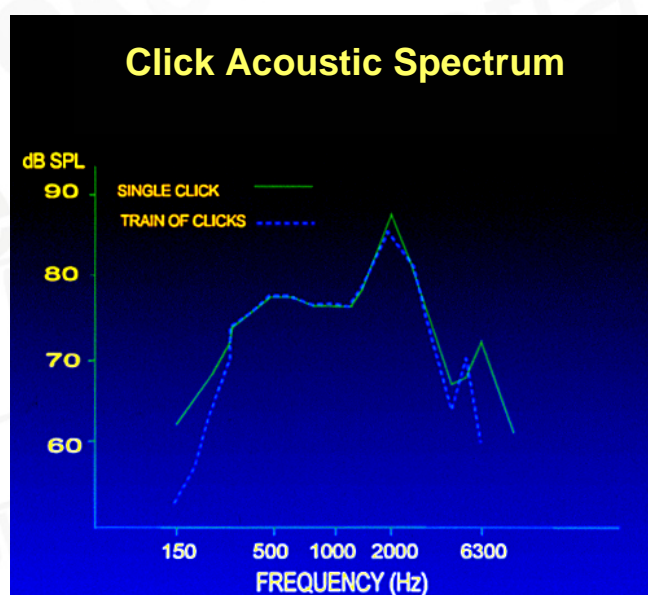 Click Acoustic Spectrum
dB SPL
90
SINGLE CLICK
TRAIN OF CLICKS
80
70
60
150 500 1000 2000 6300
FREQUENCY (Hz)